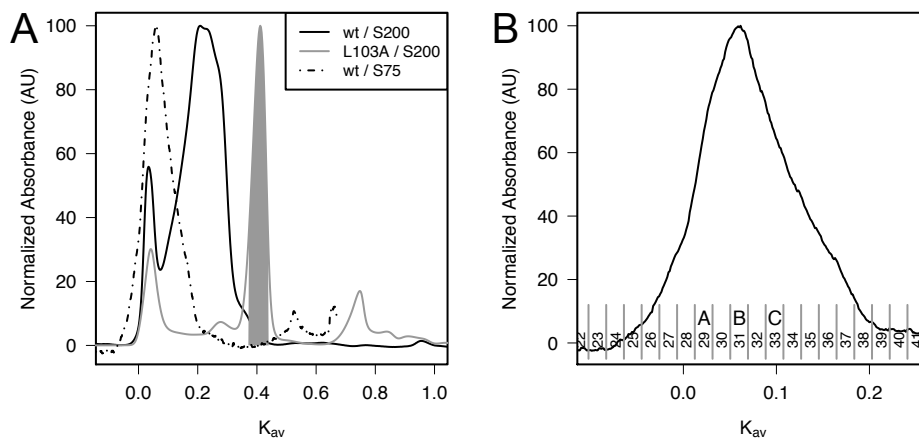 A
Normalized Absorbance (AU)
100
80
60
40
20
0
wt / S200
L103A / S200
wt / S75
0.0 0.2 0.4 0.6 0.8 1.0
Kav
B
Normalized Absorbance (AU)
100
80
60
40
20
0
A B C
22 23 24 25 26 27 28 29 30 31 32 33 34 35 36 37 38 39 40 41
0.0 0.1 0.2
Kav